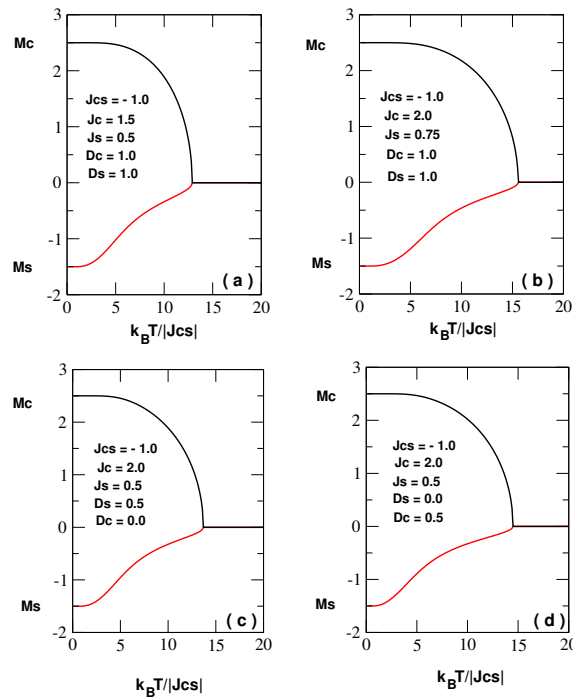 3
Mc
2
Jcs = - 1.0
Jc = 1.5
Js = 0.5
Dc = 1.0
Ds = 1.0
1
0
-1
Ms
-2
( a )
0 5 10 15 20
k_BT/|Jcs|
3
Mc
2
Jcs = - 1.0
Jc = 2.0
Js = 0.75
Dc = 1.0
Ds = 1.0
1
0
-1
Ms
-2
( b )
0 5 10 15 20
k_BT/|Jcs|
3
Mc
2
Jcs = - 1.0
Jc = 2.0
Js = 0.5
Ds = 0.5
Dc = 0.0
1
0
-1
Ms
-2
( c )
0 5 10 15 20
k_BT/|Jcs|
3
Mc
2
Jcs = - 1.0
Jc = 2.0
Js = 0.5
Ds = 0.0
Dc = 0.5
1
0
-1
Ms
-2
( d )
0 5 10 15 20
k_BT/|Jcs|